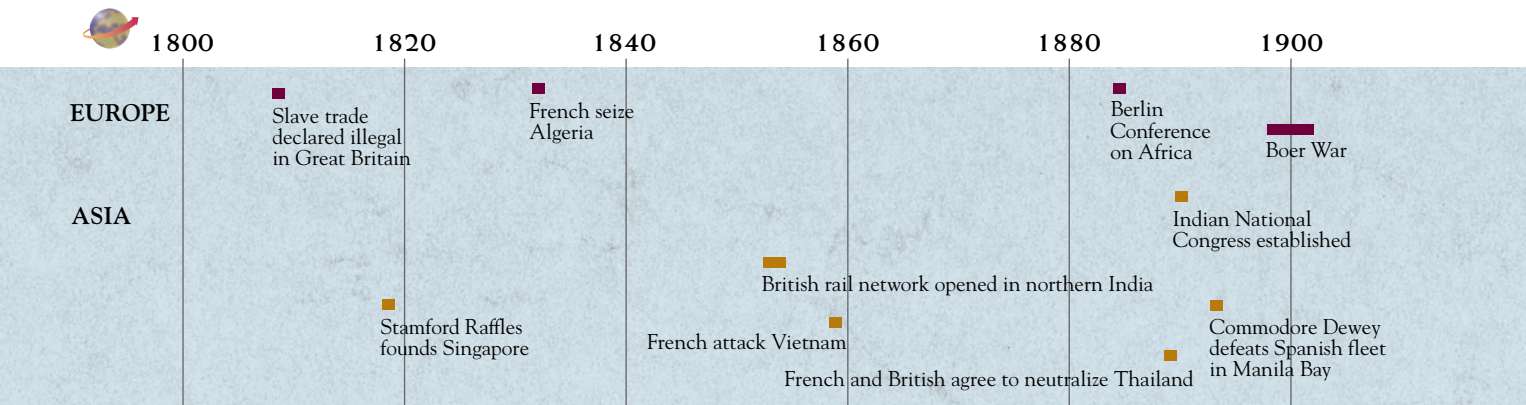 1800 1820 1840 1860 1880 1900
EUROPE
Slave trade
declared illegal
in Great Britain
French seize
Algeria
Berlin
Conference
on Africa
Boer War
ASIA
Indian National
Congress established
British rail network opened in northern India
Stamford Raffles
founds Singapore
French attack Vietnam
Commodore Dewey
defeats Spanish fleet
in Manila Bay
French and British agree to neutralize Thailand